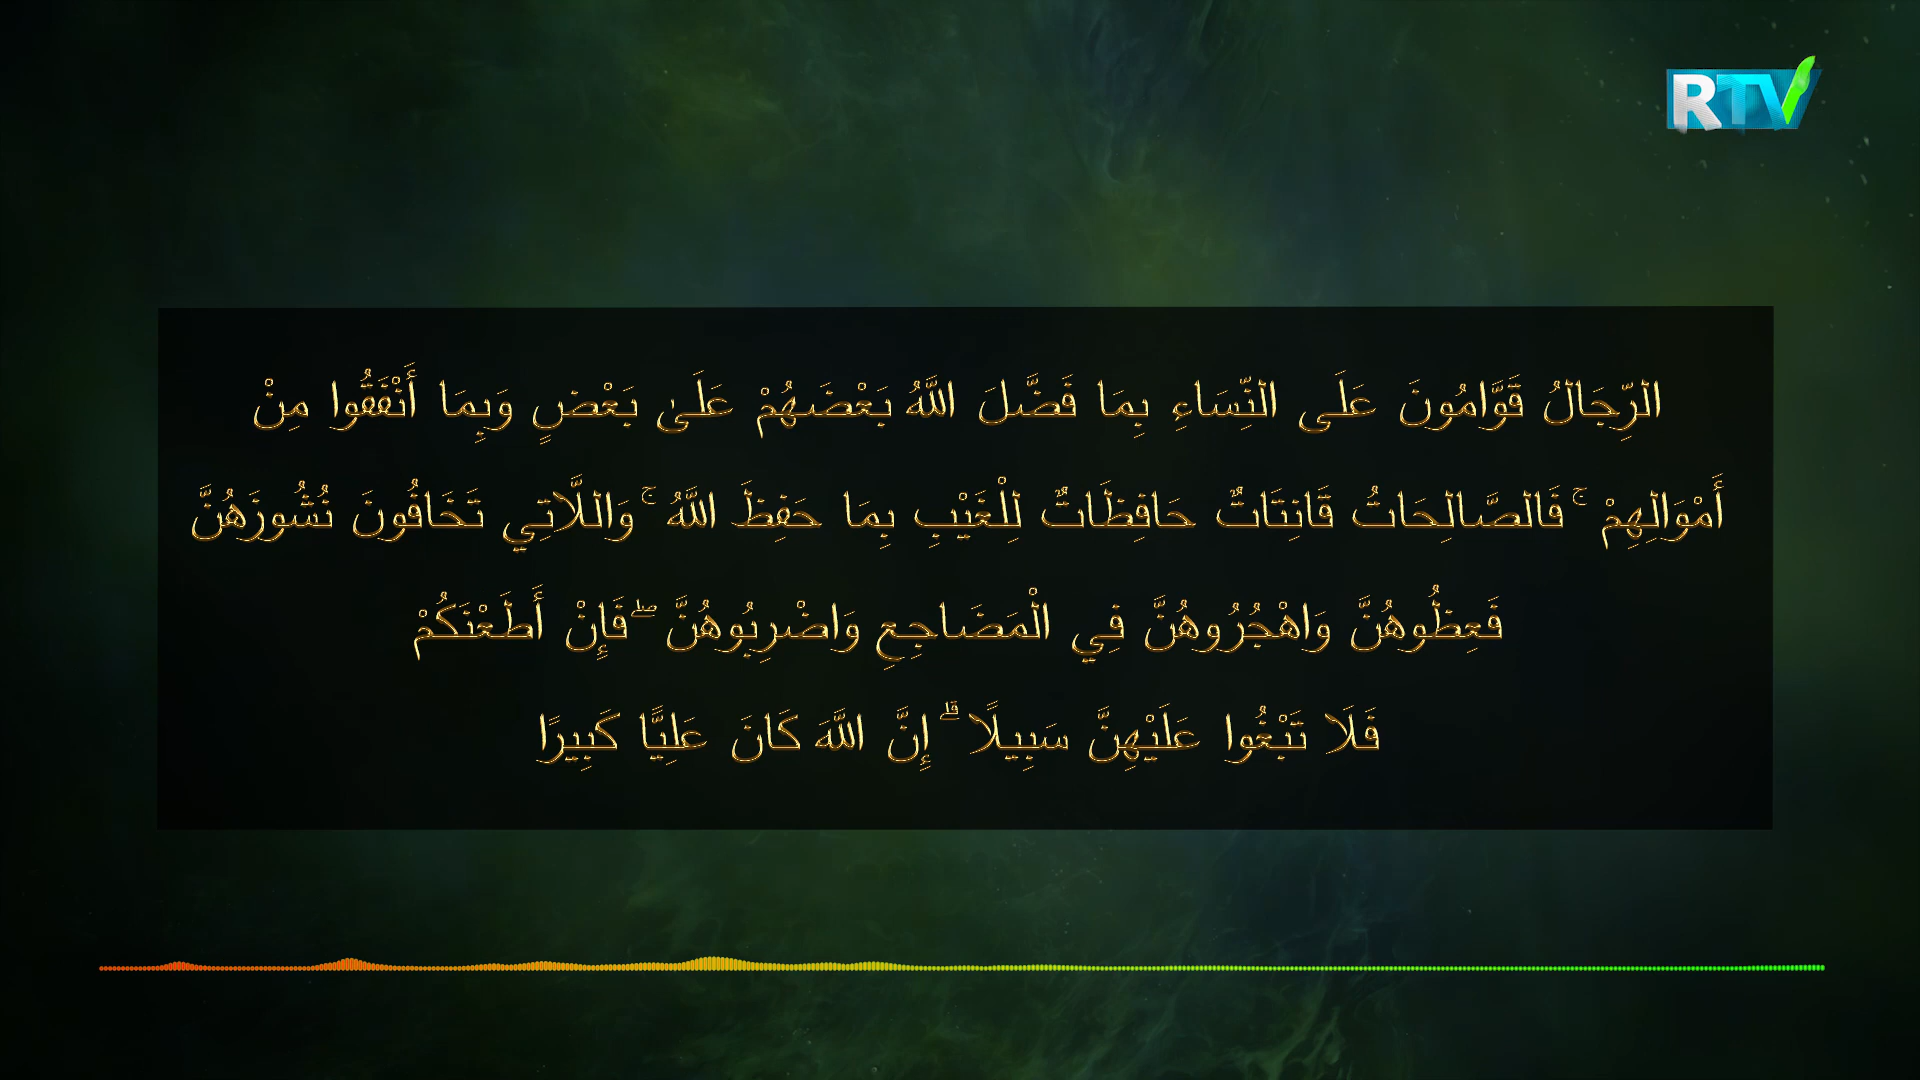 RTV
الرِّجَالُ قَوَّامُونَ عَلَى النِّسَاءِ بِمَا فَضَّلَ اللَّهُ بَعْضَهُمْ عَلَىٰ بَعْضٍ وَبِمَا أَنْفَقُوا مِنْ
أَمْوَالِهِمْ ۚ فَالصَّالِحَاتُ قَانِتَاتٌ حَافِظَاتٌ لِلْغَيْبِ بِمَا حَفِظَ اللَّهُ ۚ وَاللَّاتِي تَخَافُونَ نُشُوزَهُنَّ
فَعِظُوهُنَّ وَاهْجُرُوهُنَّ فِي الْمَضَاجِعِ وَاضْرِبُوهُنَّ ۖ فَإِنْ أَطَعْنَكُمْ
فَلَا تَبْغُوا عَلَيْهِنَّ سَبِيلًا ۗ إِنَّ اللَّهَ كَانَ عَلِيًّا كَبِيرًا